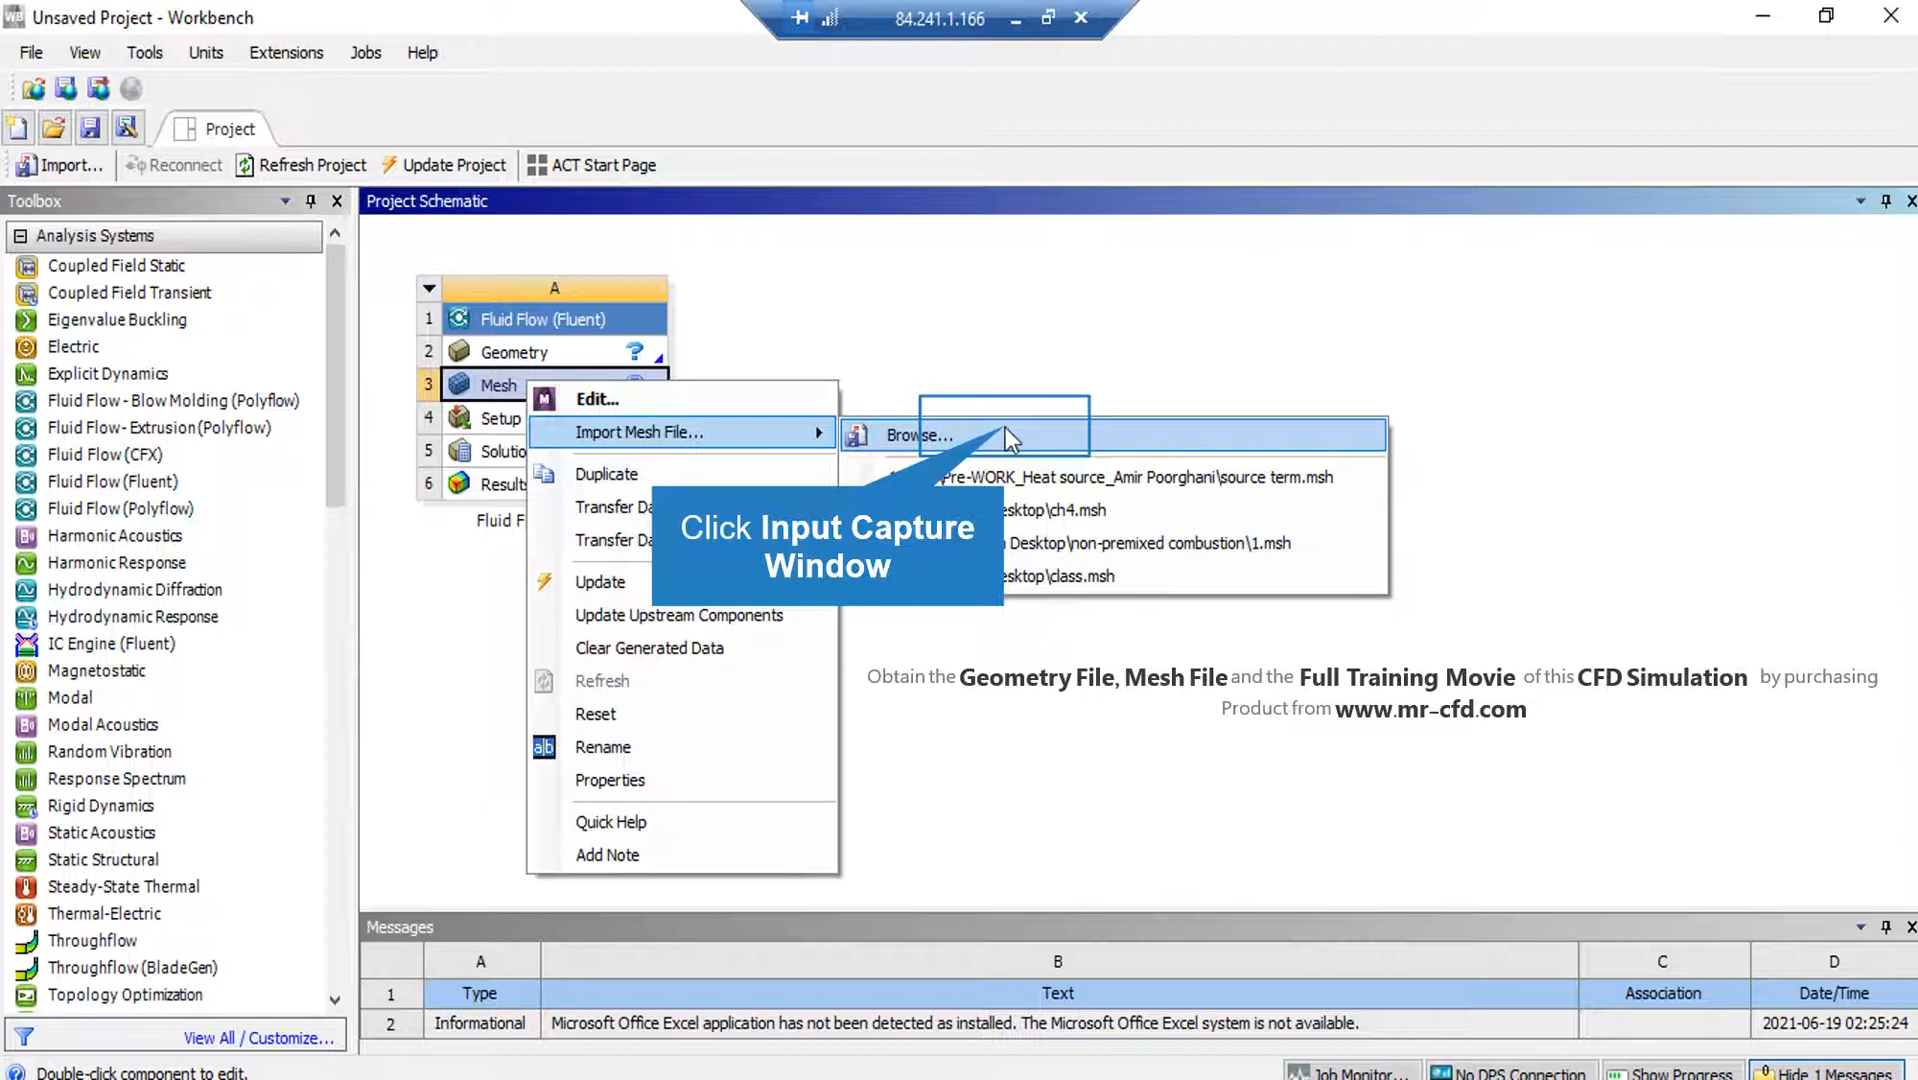 Unsaved Project - Workbench
84.241.1.166
File View Tools Units Extensions Jobs Help
Project
Import... Reconnect Refresh Project Update Project ACT Start Page
Toolbox
Project Schematic
Analysis Systems
Coupled Field Static
Coupled Field Transient
Eigenvalue Buckling
Electric
Explicit Dynamics
Fluid Flow - Blow Molding (Polyflow)
Fluid Flow- Extrusion (Polyflow)
Fluid Flow (CFX)
Fluid Flow (Fluent)
Fluid Flow (Polyflow)
Harmonic Acoustics
Harmonic Response
Hydrodynamic Diffraction
Hydrodynamic Response
IC Engine (Fluent)
Magnetostatic
Modal
Modal Acoustics
Random Vibration
Response Spectrum
Rigid Dynamics
Static Acoustics
Static Structural
Steady-State Thermal
Thermal-Electric
Throughflow
Throughflow (BladeGen)
Topology Optimization
View All / Customize...
A
1 Fluid Flow (Fluent)
2 Geometry ?
3 Mesh
4 Setup
5 Solutio
6 Results
Fluid F
Edit...
Import Mesh File...
Duplicate
Transfer Da
Transfer Da
Update
Update Upstream Components
Clear Generated Data
Refresh
Reset
Rename
Properties
Quick Help
Add Note
Browse...
Pre-WORK_Heat source_Amir Poorghani\source term.msh
esktop\ch4.msh
Desktop\non-premixed combustion\1.msh
esktop\class.msh
Click Input Capture
Window
Obtain the Geometry File, Mesh File and the Full Training Movie of this CFD Simulation by purchasing
Product from www.mr-cfd.com
Messages
A B C D
1 Type Text Association Date/Time
2 Informational Microsoft Office Excel application has not been detected as installed. The Microsoft Office Excel system is not available. 2021-06-19 02:25:24
Double-click component to edit.
Job Monitor... No DPS Connection Show Progress Hide 1 Messages